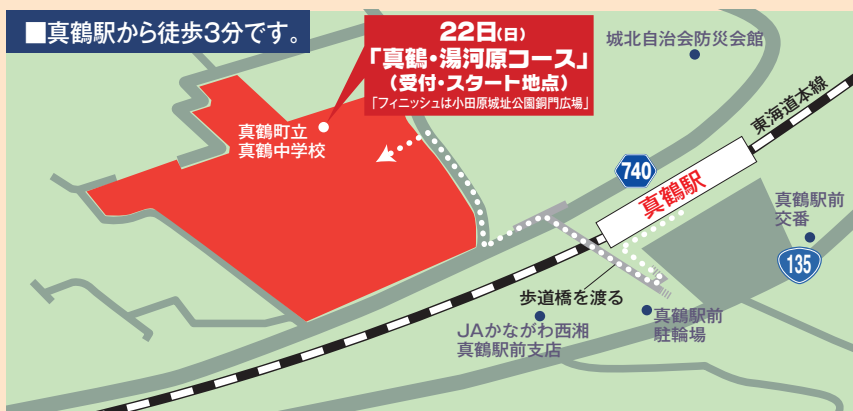 ■真鶴駅から徒歩3分です。
22日(日)
「真鶴・湯河原コース」
(受付・スタート地点)
「フィニッシュは小田原城址公園銅門広場」
城北自治会防災会館
東海道本線
真鶴町立
真鶴中学校
740
真鶴駅
真鶴駅前
交番
135
歩道橋を渡る
JAかながわ西湘
真鶴駅前支店
真鶴駅前
駐輪場